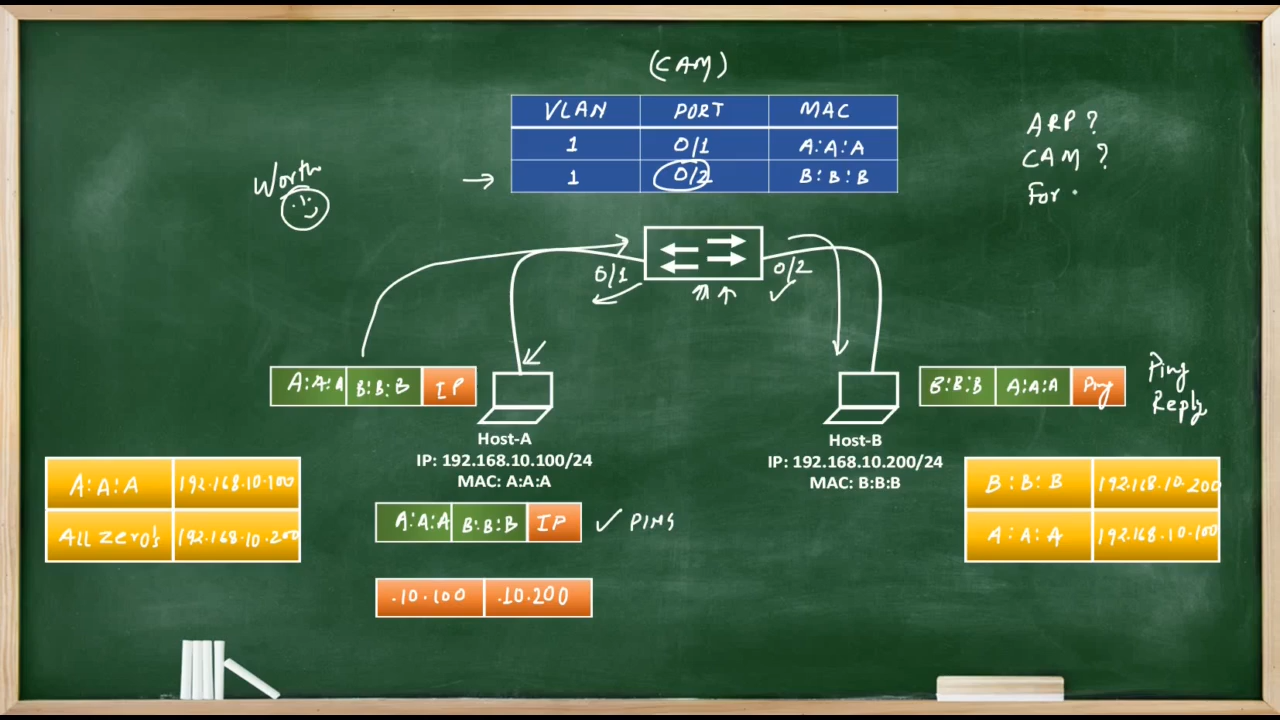 (CAM)
VLAN PORT MAC
1 0/1 A:A:A
1 0/2 B:B:B
ARP?
CAM?
For
Worth
0/1 0/2
A:A:A B:B:B IP
B:B:B A:A:A Ping
Ping
Reply
Host-A
IP: 192.168.10.100/24
MAC: A:A:A
Host-B
IP: 192.168.10.200/24
MAC: B:B:B
A:A:A 192.168.10.100
All zero's 192.168.10.200
A:A:A B:B:B IP PING
.10.100 .10.200
B:B:B 192.168.10.200
A:A:A 192.168.10.100